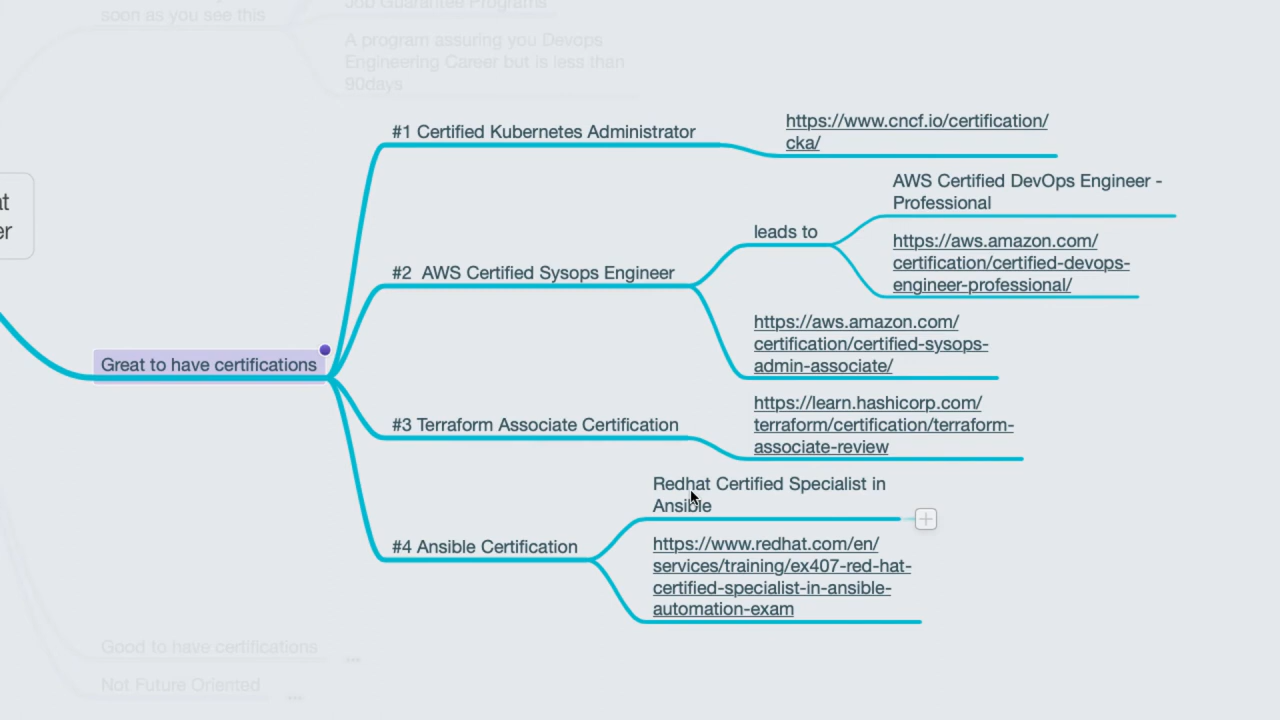 soon as you see this
Job Guarantee Programs
A program assuring you Devops
Engineering Career but is less than
90days
#1 Certified Kubernetes Administrator
https://www.cncf.io/certification/
cka/
AWS Certified DevOps Engineer -
Professional
leads to
https://aws.amazon.com/
certification/certified-devops-
engineer-professional/
#2  AWS Certified Sysops Engineer
https://aws.amazon.com/
certification/certified-sysops-
admin-associate/
Great to have certifications
#3 Terraform Associate Certification
https://learn.hashicorp.com/
terraform/certification/terraform-
associate-review
Redhat Certified Specialist in
Ansible
#4 Ansible Certification
https://www.redhat.com/en/
services/training/ex407-red-hat-
certified-specialist-in-ansible-
automation-exam
Good to have certifications
Not Future Oriented